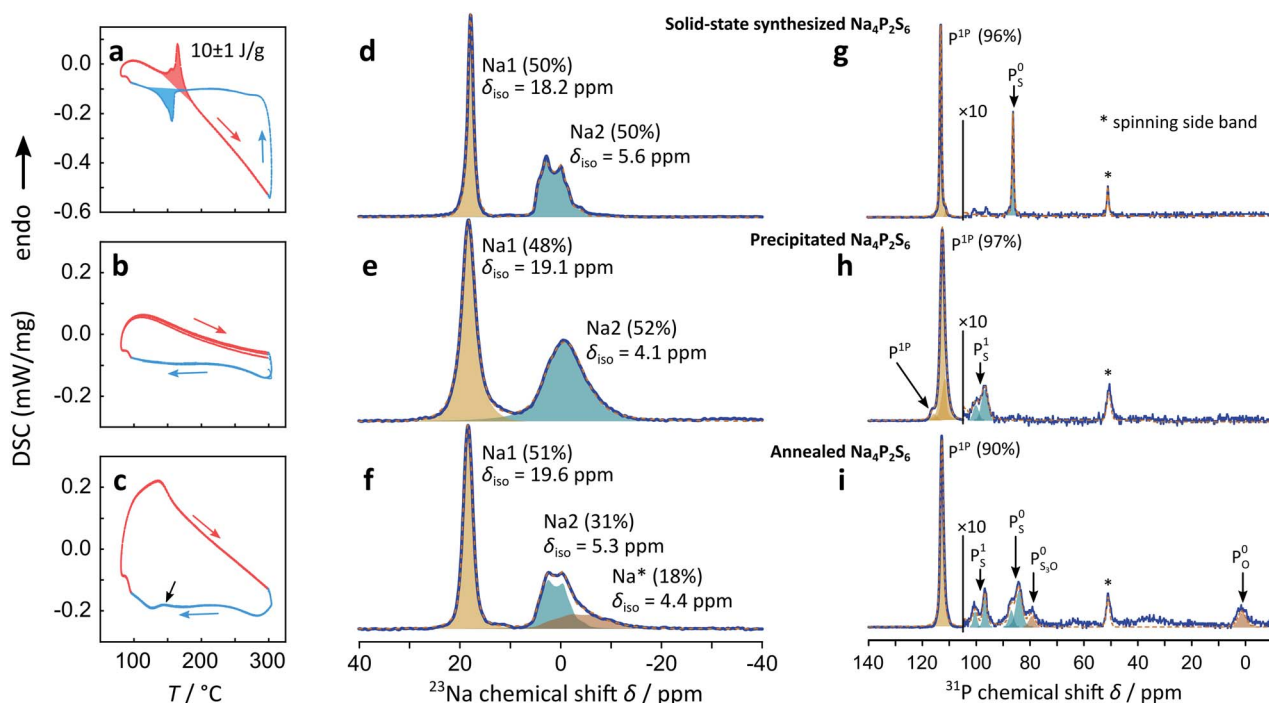 DSC (mW/mg)
endo
a
10±1 J/g
0.0
-0.2
-0.4
-0.6
b
0.2
0.0
-0.2
c
0.2
0.0
-0.2
100
200
300
T / °C
Solid-state synthesized Na₄P₂S₆
d
Na1 (50%)
δiso = 18.2 ppm
Na2 (50%)
δiso = 5.6 ppm
Precipitated Na₄P₂S₆
e
Na1 (48%)
δiso = 19.1 ppm
Na2 (52%)
δiso = 4.1 ppm
Annealed Na₄P₂S₆
f
Na1 (51%)
δiso = 19.6 ppm
Na2 (31%)
δiso = 5.3 ppm
Na* (18%)
δiso = 4.4 ppm
40
20
0
-20
-40
²³Na chemical shift δ / ppm
g
P¹ᴾ (96%)
P⁰S
×10
* spinning side band
*
h
P¹ᴾ (97%)
×10
P¹ᴾ
P¹S
*
i
P¹ᴾ (90%)
×10
P¹S
P⁰S
P⁰S₃O
*
P⁰O
140
120
100
80
60
40
20
0
³¹P chemical shift δ / ppm